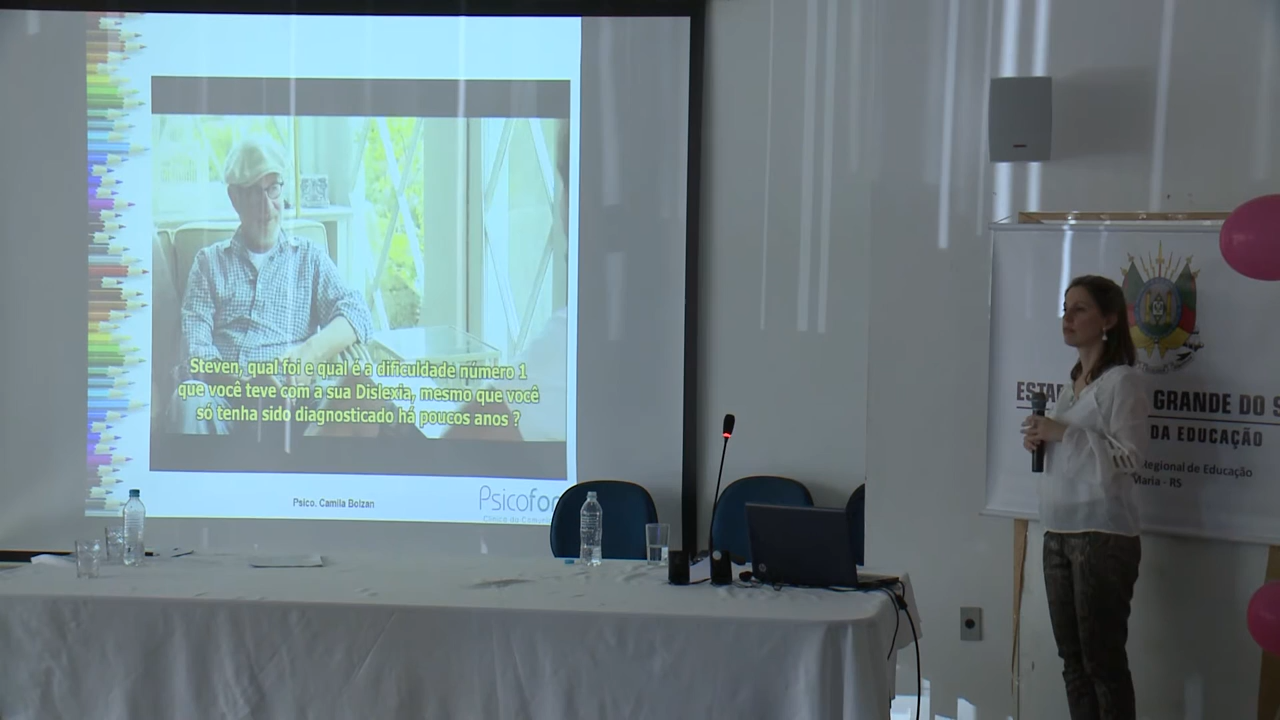 Steven, qual foi e qual é a dificuldade número 1
que você teve com a sua Dislexia, mesmo que você
só tenha sido diagnosticado há poucos anos ?
Psico. Camila Bolzan
Psicofor
GRANDE DO S
DA EDUCAÇÃO
Regional de Educação
Maria - RS